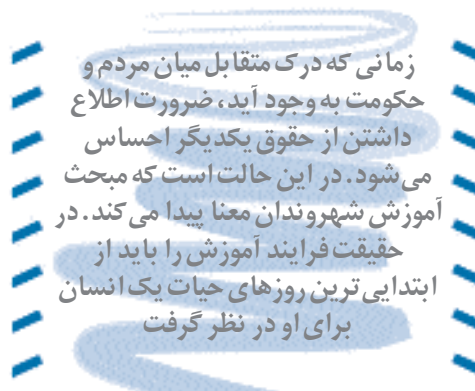 زمانی که درک متقابل میان مردم و
حکومت به وجود آید، ضرورت اطلاع
داشتن از حقوق یکدیگر احساس
می‌شود. در این حالت است که مبحث
آموزش شهروندان معنا پیدا می‌کند. در
حقیقت فرایند آموزش را باید از
ابتدایی‌ترین روزهای حیات یک انسان
برای او در نظر گرفت